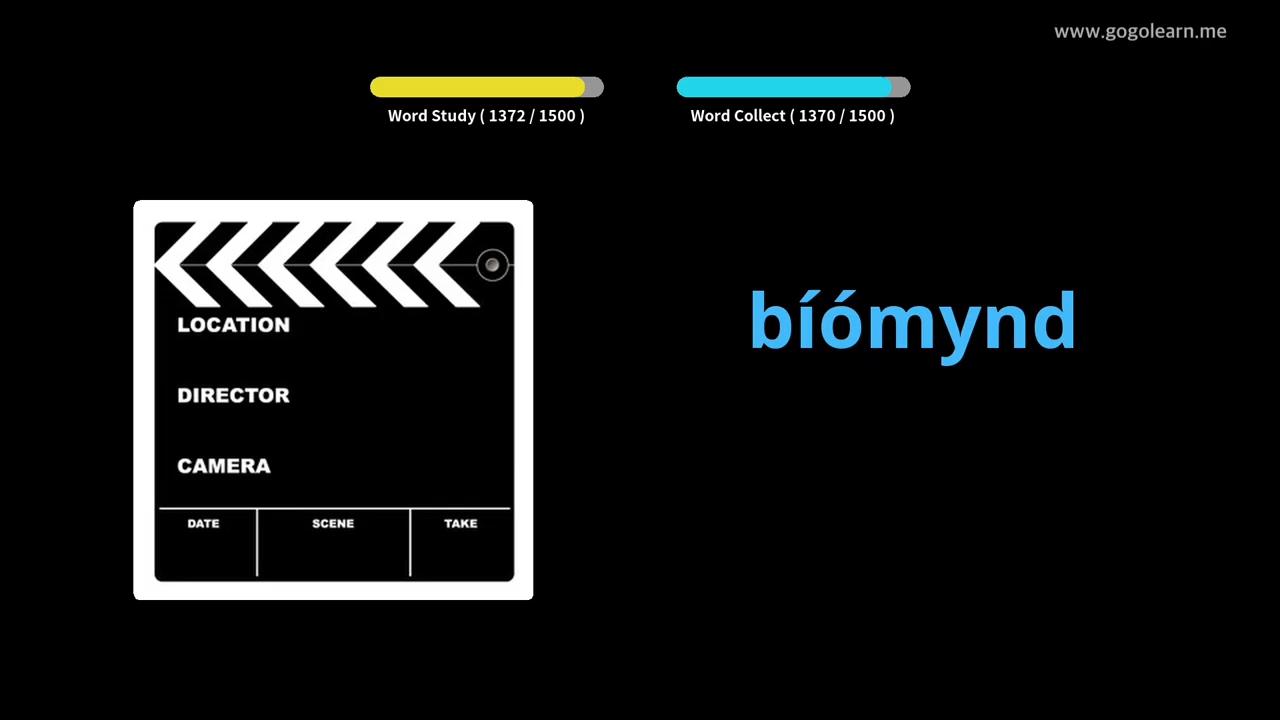 www.gogolearn.me
Word Study ( 1372 / 1500 )
Word Collect ( 1370 / 1500 )
LOCATION
DIRECTOR
CAMERA
DATE
SCENE
TAKE
bíómynd